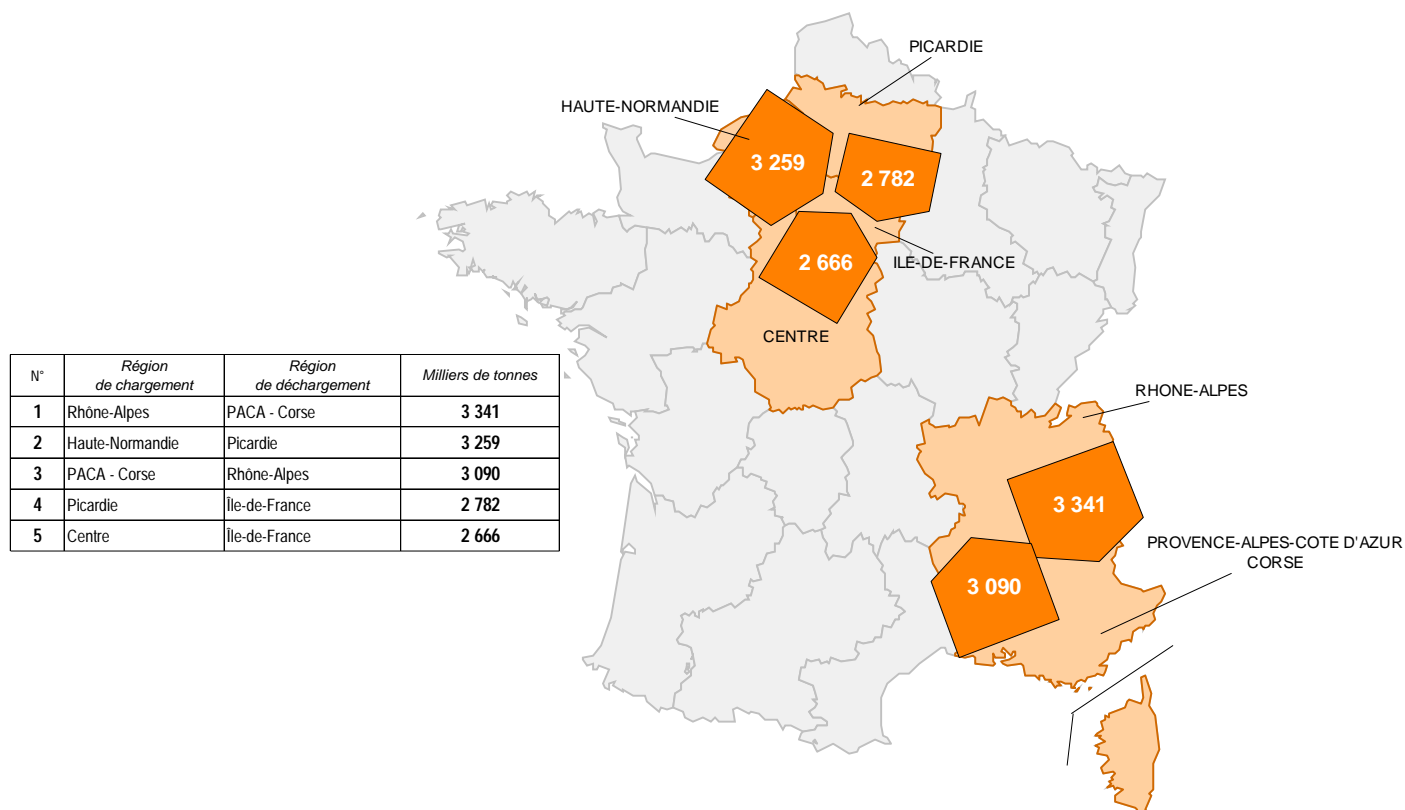 PICARDIE
HAUTE-NORMANDIE
3 259
2 782
2 666
ILE-DE-FRANCE
CENTRE
N° Région de chargement Région de déchargement Milliers de tonnes
1 Rhône-Alpes PACA - Corse 3 341
2 Haute-Normandie Picardie 3 259
3 PACA - Corse Rhône-Alpes 3 090
4 Picardie Île-de-France 2 782
5 Centre Île-de-France 2 666
RHONE-ALPES
3 341
PROVENCE-ALPES-COTE D'AZUR
CORSE
3 090